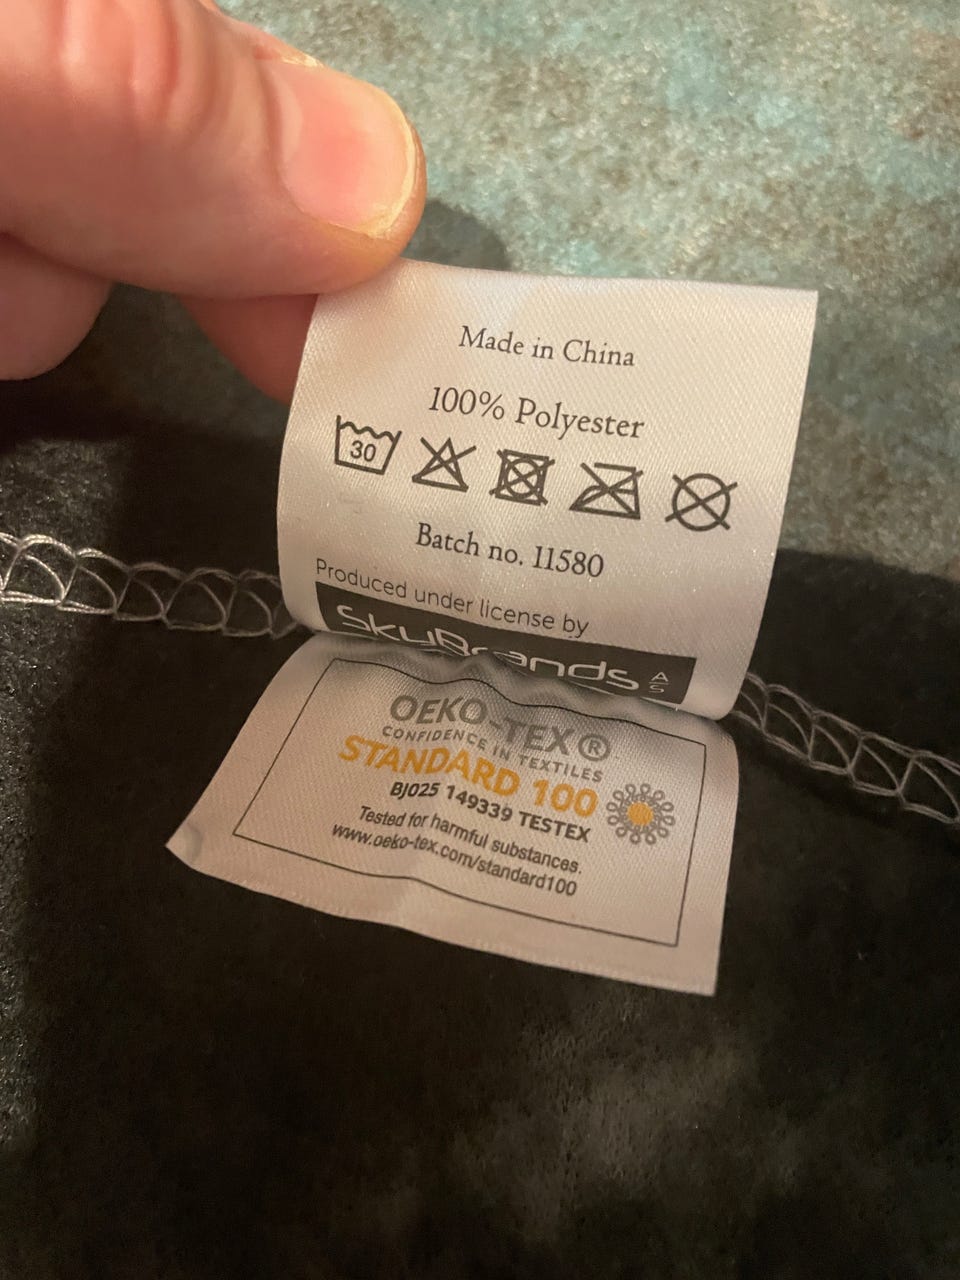 Made in China
100% Polyester
30
Batch no. 11580
Produced under license by
SkyBrands A/S
OEKO-TEX®
CONFIDENCE IN TEXTILES
STANDARD 100
BJ025 149339 TESTEX
Tested for harmful substances.
www.oeko-tex.com/standard100